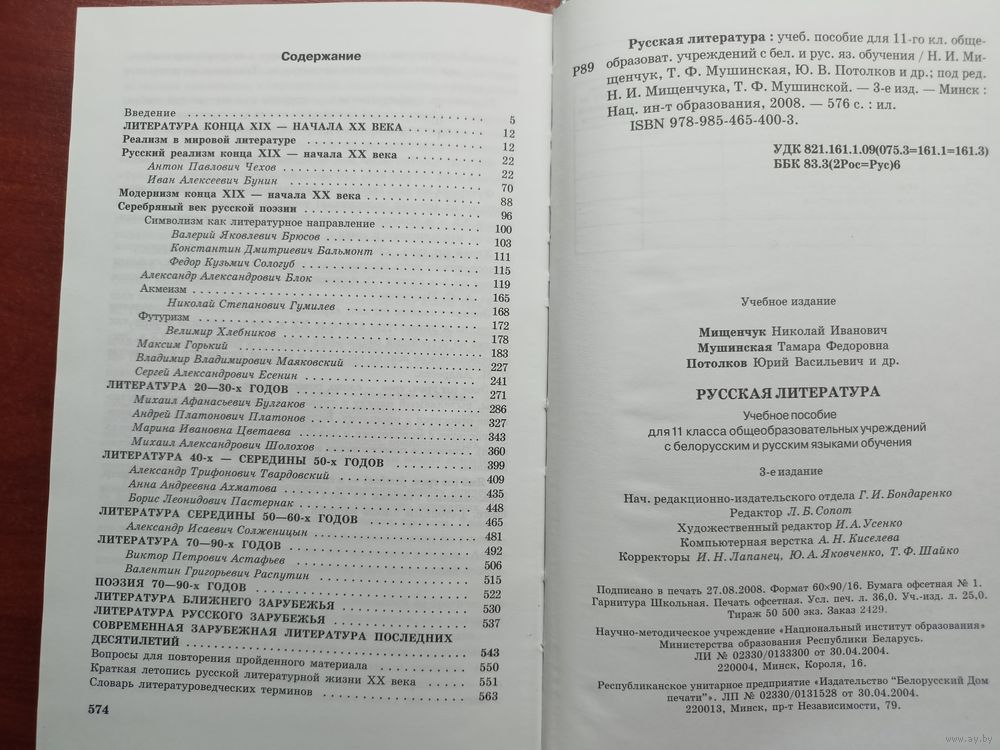 Содержание
Введение . . . . . . . . . . 5
ЛИТЕРАТУРА КОНЦА XIX — НАЧАЛА XX ВЕКА . . . . . . . . . . 12
Реализм в мировой литературе . . . . . . . . . . 12
Русский реализм конца XIX — начала XX века . . . . . . . . . . 22
Антон Павлович Чехов . . . . . . . . . . 22
Иван Алексеевич Бунин . . . . . . . . . . 70
Модернизм конца XIX — начала XX века . . . . . . . . . . 88
Серебряный век русской поэзии . . . . . . . . . . 96
Символизм как литературное направление . . . . . . . . . . 100
Валерий Яковлевич Брюсов . . . . . . . . . . 103
Константин Дмитриевич Бальмонт . . . . . . . . . . 111
Федор Кузьмич Сологуб . . . . . . . . . . 115
Александр Александрович Блок . . . . . . . . . . 119
Акмеизм . . . . . . . . . . 165
Николай Степанович Гумилев . . . . . . . . . . 168
Футуризм . . . . . . . . . . 172
Велимир Хлебников . . . . . . . . . . 178
Максим Горький . . . . . . . . . . 183
Владимир Владимирович Маяковский . . . . . . . . . . 227
Сергей Александрович Есенин . . . . . . . . . . 241
ЛИТЕРАТУРА 20—30-х ГОДОВ . . . . . . . . . . 271
Михаил Афанасьевич Булгаков . . . . . . . . . . 286
Андрей Платонович Платонов . . . . . . . . . . 327
Марина Ивановна Цветаева . . . . . . . . . . 343
Михаил Александрович Шолохов . . . . . . . . . . 360
ЛИТЕРАТУРА 40-х — СЕРЕДИНЫ 50-х ГОДОВ . . . . . . . . . . 399
Александр Трифонович Твардовский . . . . . . . . . . 409
Анна Андреевна Ахматова . . . . . . . . . . 435
Борис Леонидович Пастернак . . . . . . . . . . 448
ЛИТЕРАТУРА СЕРЕДИНЫ 50—60-х ГОДОВ . . . . . . . . . . 465
Александр Исаевич Солженицын . . . . . . . . . . 481
ЛИТЕРАТУРА 70—90-х ГОДОВ . . . . . . . . . . 492
Виктор Петрович Астафьев . . . . . . . . . . 506
Валентин Григорьевич Распутин . . . . . . . . . . 515
ПОЭЗИЯ 70—90-х ГОДОВ . . . . . . . . . . 522
ЛИТЕРАТУРА БЛИЖНЕГО ЗАРУБЕЖЬЯ . . . . . . . . . . 530
ЛИТЕРАТУРА РУССКОГО ЗАРУБЕЖЬЯ . . . . . . . . . . 537
СОВРЕМЕННАЯ ЗАРУБЕЖНАЯ ЛИТЕРАТУРА ПОСЛЕДНИХ
ДЕСЯТИЛЕТИЙ . . . . . . . . . . 543
Вопросы для повторения пройденного материала . . . . . . . . . . 550
Краткая летопись русской литературной жизни XX века . . . . . . . . . . 551
Словарь литературоведческих терминов . . . . . . . . . . 563
574
Русская литература : учеб. пособие для 11-го кл. обще-
Р89 образоват. учреждений с бел. и рус. яз. обучения / Н. И. Ми-
щенчук, Т. Ф. Мушинская, Ю. В. Потолков и др.; под ред.
Н. И. Мищенчука, Т. Ф. Мушинской. — 3-е изд. — Минск :
Нац. ин-т образования, 2008. — 576 с. : ил.
ISBN 978-985-465-400-3.
УДК 821.161.1.09(075.3=161.1=161.3)
ББК 83.3(2Рос=Рус)6
Учебное издание
Мищенчук Николай Иванович
Мушинская Тамара Федоровна
Потолков Юрий Васильевич и др.
РУССКАЯ ЛИТЕРАТУРА
Учебное пособие
для 11 класса общеобразовательных учреждений
с белорусским и русским языками обучения
3-е издание
Нач. редакционно-издательского отдела Г. И. Бондаренко
Редактор Л. Б. Сопот
Художественный редактор И. А. Усенко
Компьютерная верстка А. Н. Киселева
Корректоры И. Н. Лапанец, Ю. А. Яковченко, Т. Ф. Шайко
Подписано в печать 27.08.2008. Формат 60×90/16. Бумага офсетная № 1.
Гарнитура Школьная. Печать офсетная. Усл. печ. л. 36,0. Уч.-изд. л. 25,0.
Тираж 50 500 экз. Заказ 2429.
Научно-методическое учреждение «Национальный институт образования»
Министерства образования Республики Беларусь.
ЛИ № 02330/0133300 от 30.04.2004.
220004, Минск, Короля, 16.
Республиканское унитарное предприятие «Издательство "Белорусский Дом
печати"». ЛП № 02330/0131528 от 30.04.2004.
220013, Минск, пр-т Независимости, 79.
www.ay.by